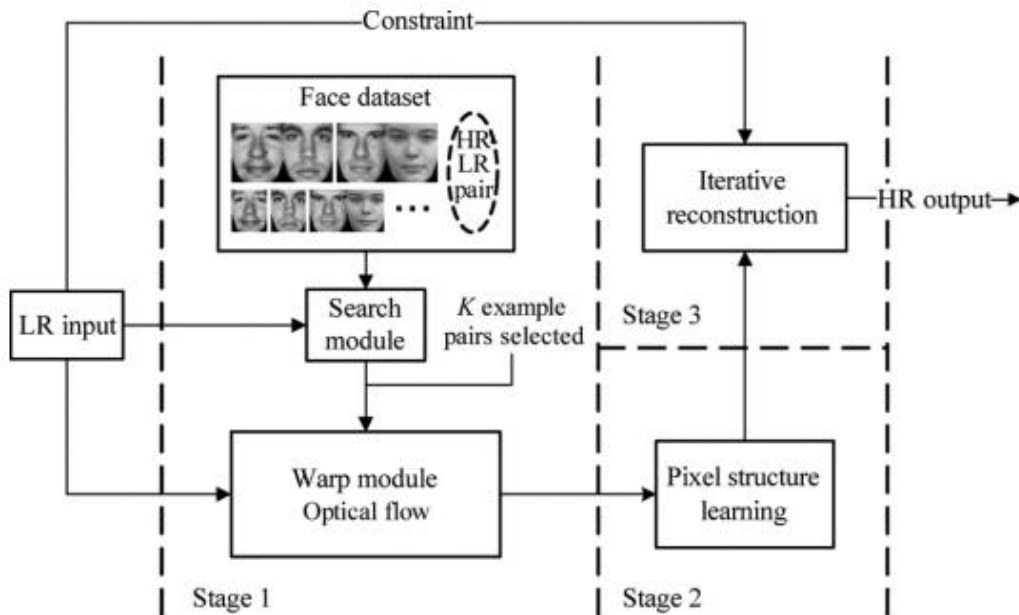 Constraint
Face dataset
HR
LR
pair
Iterative
reconstruction
HR output
LR input
Search
module
K example
pairs selected
Stage 3
Warp module
Optical flow
Pixel structure
learning
Stage 1
Stage 2